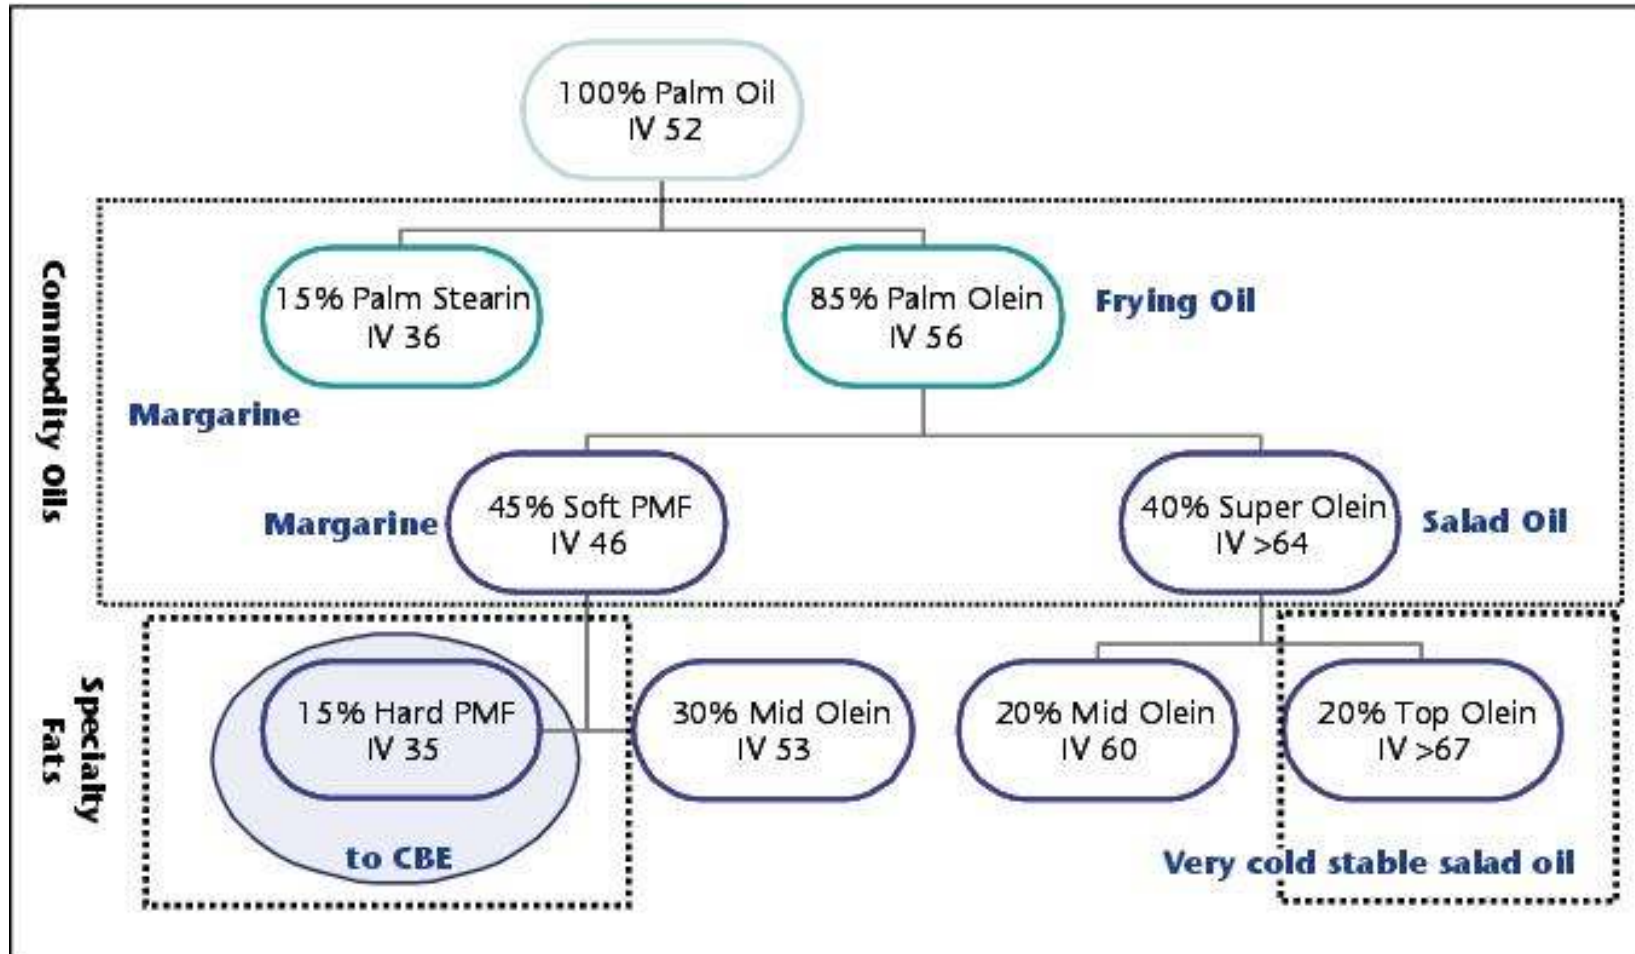 100% Palm Oil
IV 52
Commodity Oils
15% Palm Stearin
IV 36
85% Palm Olein
IV 56
Frying Oil
Margarine
Margarine
45% Soft PMF
IV 46
40% Super Olein
IV >64
Salad Oil
Specialty
Fats
15% Hard PMF
IV 35
30% Mid Olein
IV 53
20% Mid Olein
IV 60
20% Top Olein
IV >67
to CBE
Very cold stable salad oil